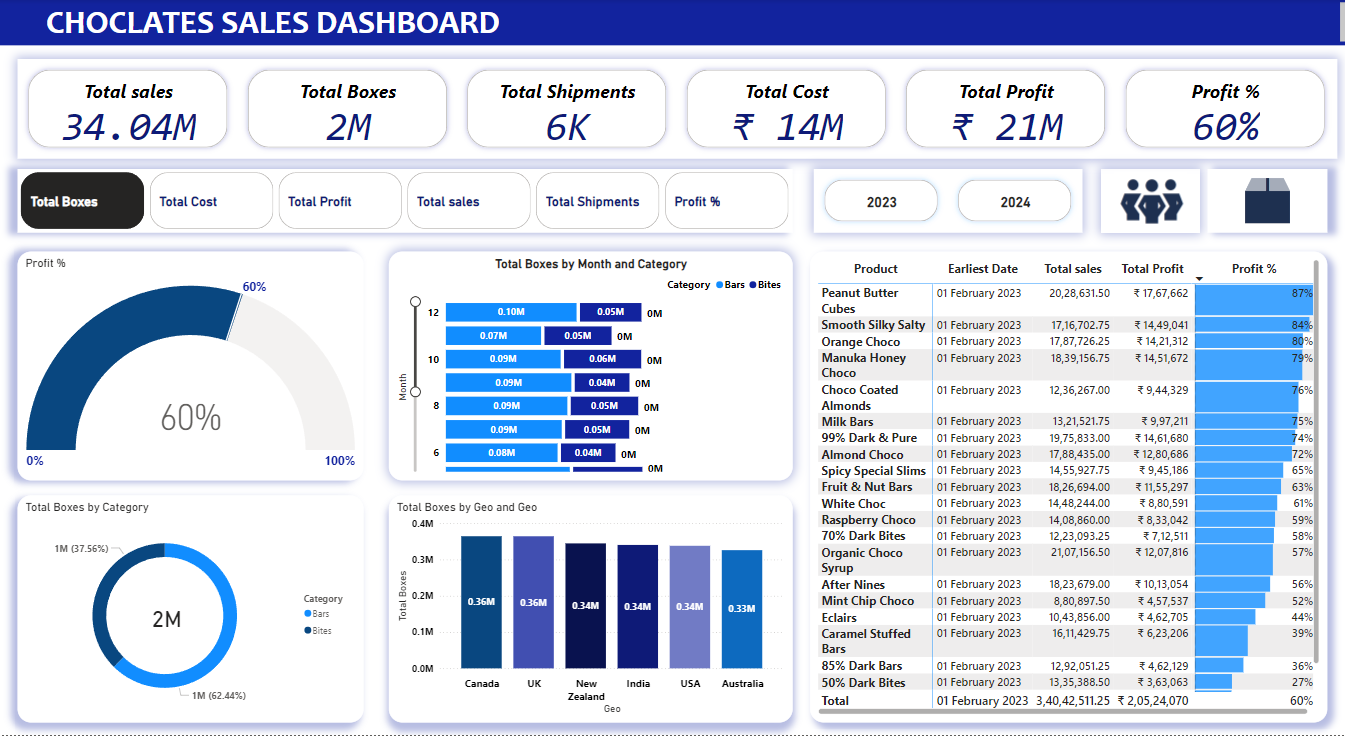 CHOCLATES SALES DASHBOARD
Total sales
34.04M
Total Boxes
2M
Total Shipments
6K
Total Cost
₹ 14M
Total Profit
₹ 21M
Profit %
60%
Total Boxes
Total Cost
Total Profit
Total sales
Total Shipments
Profit %
2023
2024
Profit %
60%
60%
0%
100%
Total Boxes by Month and Category
Category Bars Bites
Month
12 0.10M 0.05M 0M
0.07M 0.05M 0M
10 0.09M 0.06M 0M
0.09M 0.04M 0M
8 0.09M 0.05M 0M
0.09M 0.05M 0M
6 0.08M 0.04M 0M
0M
Total Boxes by Category
1M (37.56%)
2M
1M (62.44%)
Category
Bars
Bites
Total Boxes by Geo and Geo
Total Boxes
0.4M
0.3M
0.2M
0.1M
0.0M
0.36M 0.36M 0.34M 0.34M 0.34M 0.33M
Canada UK New Zealand India USA Australia
Geo
Product Earliest Date Total sales Total Profit Profit %
Peanut Butter 01 February 2023 20,28,631.50 ₹ 17,67,662 87%
Cubes
Smooth Silky Salty 01 February 2023 17,16,702.75 ₹ 14,49,041 84%
Orange Choco 01 February 2023 17,87,726.25 ₹ 14,21,312 80%
Manuka Honey 01 February 2023 18,39,156.75 ₹ 14,51,672 79%
Choco
Choco Coated 01 February 2023 12,36,267.00 ₹ 9,44,329 76%
Almonds
Milk Bars 01 February 2023 13,21,521.75 ₹ 9,97,211 75%
99% Dark & Pure 01 February 2023 19,75,833.00 ₹ 14,61,680 74%
Almond Choco 01 February 2023 17,88,435.00 ₹ 12,80,686 72%
Spicy Special Slims 01 February 2023 14,55,927.75 ₹ 9,45,186 65%
Fruit & Nut Bars 01 February 2023 18,26,694.00 ₹ 11,55,297 63%
White Choc 01 February 2023 14,48,244.00 ₹ 8,80,591 61%
Raspberry Choco 01 February 2023 14,08,860.00 ₹ 8,33,042 59%
70% Dark Bites 01 February 2023 12,23,093.25 ₹ 7,12,511 58%
Organic Choco 01 February 2023 21,07,156.50 ₹ 12,07,816 57%
Syrup
After Nines 01 February 2023 18,23,679.00 ₹ 10,13,054 56%
Mint Chip Choco 01 February 2023 8,80,897.50 ₹ 4,57,537 52%
Eclairs 01 February 2023 10,43,856.00 ₹ 4,62,705 44%
Caramel Stuffed 01 February 2023 16,11,429.75 ₹ 6,23,206 39%
Bars
85% Dark Bars 01 February 2023 12,92,051.25 ₹ 4,62,129 36%
50% Dark Bites 01 February 2023 13,35,388.50 ₹ 3,63,063 27%
Total 01 February 2023 3,40,42,511.25 ₹ 2,05,24,070 60%